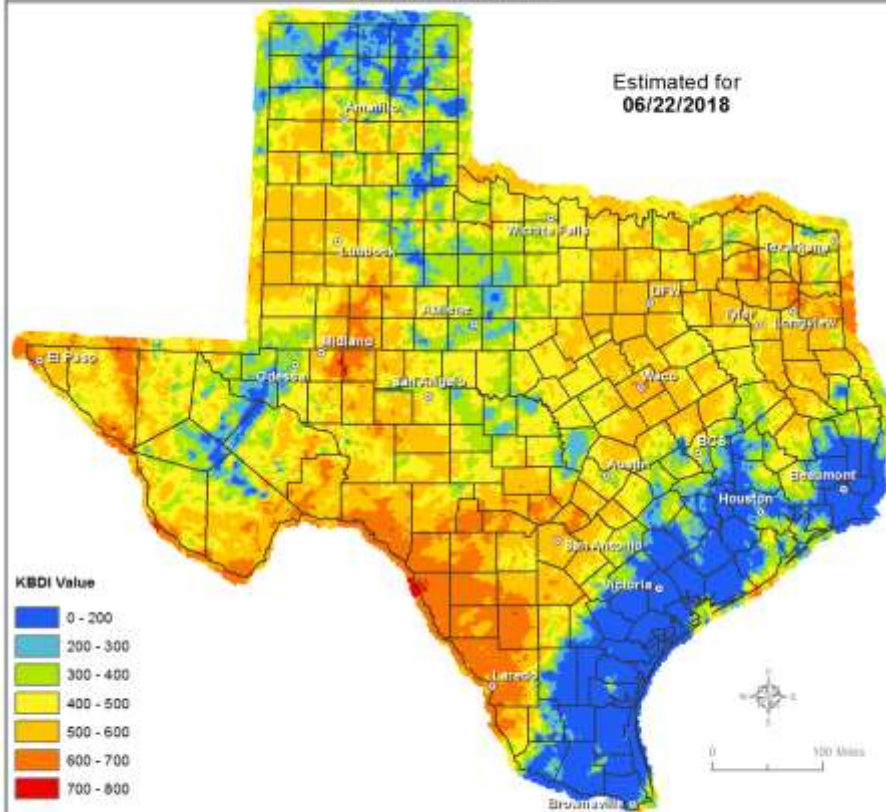 Estimated for
06/22/2018
Amarillo
Wichita Falls
Lubbock
Texarkana
DFW
Abilene
Tyler
Longview
Midland
El Paso
Odessa
San Angelo
Waco
BCS
Austin
Beaumont
Houston
San Antonio
Victoria
KBDI Value
0 - 200
200 - 300
300 - 400
400 - 500
500 - 600
600 - 700
700 - 800
Laredo
0 100 Miles
Brownsville